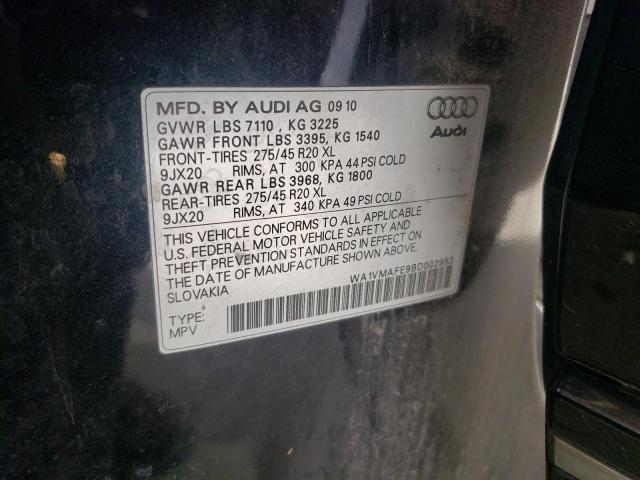 MFD. BY AUDI AG 09 10
GVWR LBS 7110 , KG 3225
GAWR FRONT LBS 3395, KG 1540
FRONT-TIRES 275/45 R20 XL
9JX20 RIMS, AT 300 KPA 44 PSI COLD
GAWR REAR LBS 3968, KG 1800
REAR-TIRES 275/45 R20 XL
9JX20 RIMS, AT 340 KPA 49 PSI COLD
Audi
THIS VEHICLE CONFORMS TO ALL APPLICABLE
U.S. FEDERAL MOTOR VEHICLE SAFETY AND
THEFT PREVENTION STANDARDS IN EFFECT ON
THE DATE OF MANUFACTURE SHOWN ABOVE.
SLOVAKIA
WA1VMAFE9BD002953
TYPE:
MPV